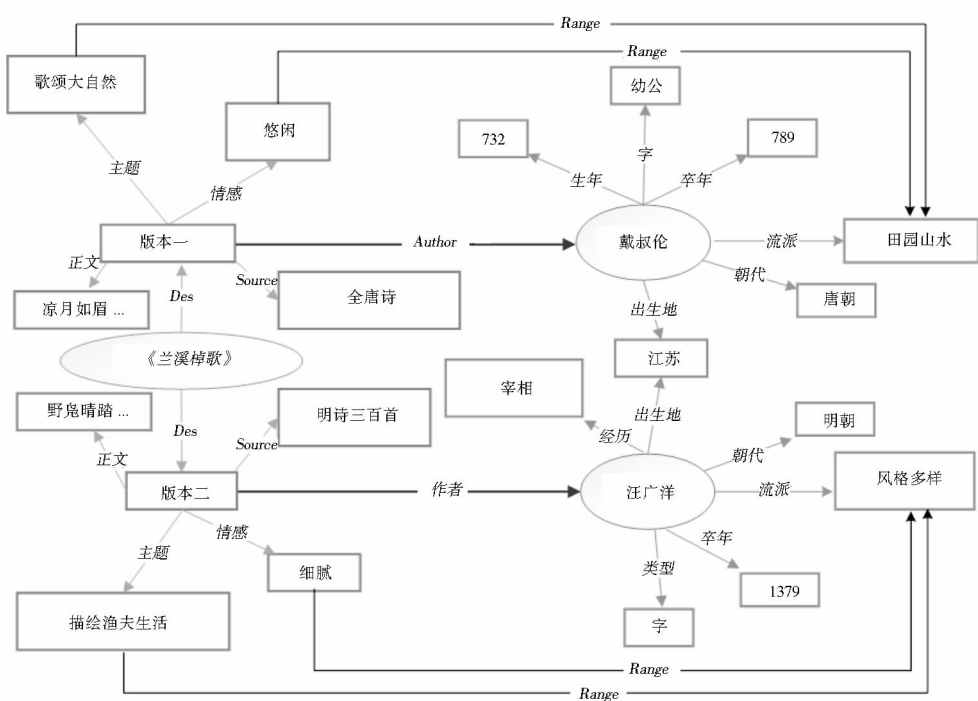 Range
Range
歌颂大自然
幼公
悠闲
732
789
字
主题
生年
卒年
情感
版本一
Author
戴叔伦
流派
田园山水
正文
Source
朝代
Des
全唐诗
唐朝
凉月如眉 ...
出生地
《兰溪棹歌》
江苏
宰相
野凫晴踏 ...
明诗三百首
出生地
明朝
Des
经历
Source
朝代
正文
风格多样
版本二
作者
汪广洋
流派
情感
卒年
主题
类型
细腻
1379
描绘渔夫生活
字
Range
Range